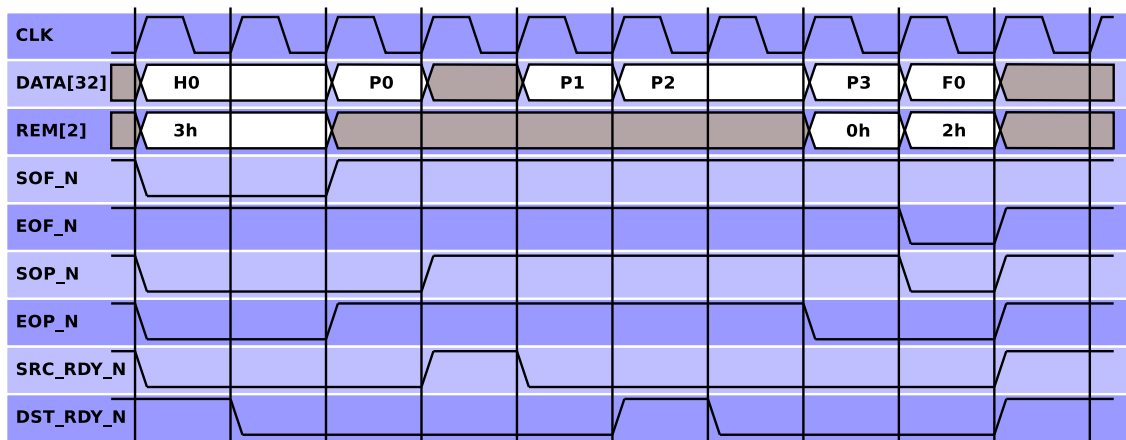 CLK
DATA[32] H0 P0 P1 P2 P3 F0
REM[2] 3h 0h 2h
SOF_N
EOF_N
SOP_N
EOP_N
SRC_RDY_N
DST_RDY_N